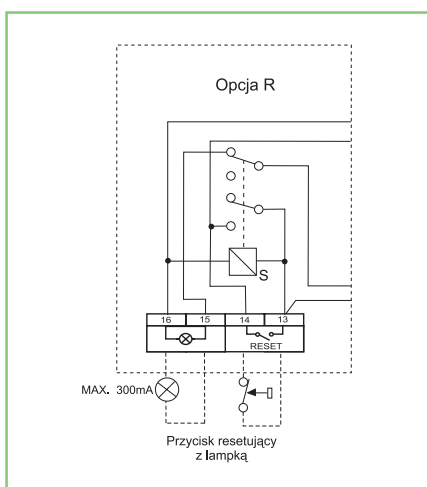 Opcja R
S
16 15 14 13
RESET
MAX. 300mA
Przycisk resetujący
z lampką